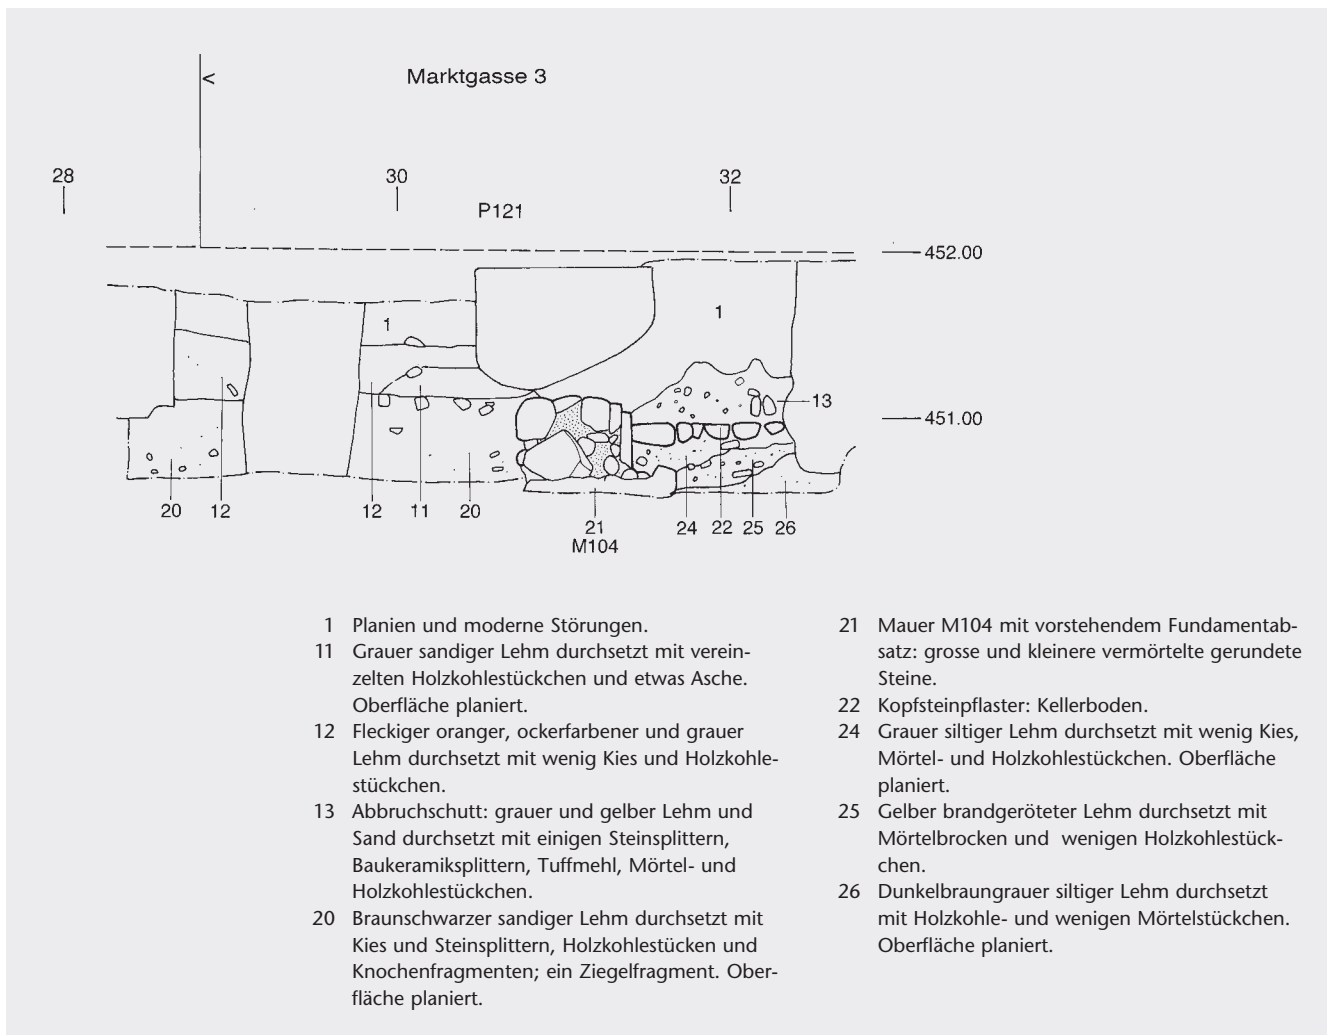 <
Marktgasse 3
28
30
32
P121
452.00
1
1
13
451.00
20
12
12
11
20
21
M104
24
22
25
26
1 Planien und moderne Störungen.
11 Grauer sandiger Lehm durchsetzt mit verein-
zelten Holzkohlestückchen und etwas Asche.
Oberfläche planiert.
12 Fleckiger oranger, ockerfarbener und grauer
Lehm durchsetzt mit wenig Kies und Holzkohle-
stückchen.
13 Abbruchschutt: grauer und gelber Lehm und
Sand durchsetzt mit einigen Steinsplittern,
Baukeramiksplittern, Tuffmehl, Mörtel- und
Holzkohlestückchen.
20 Braunschwarzer sandiger Lehm durchsetzt mit
Kies und Steinsplittern, Holzkohlestücken und
Knochenfragmenten; ein Ziegelfragment. Ober-
fläche planiert.
21 Mauer M104 mit vorstehendem Fundamentab-
satz: grosse und kleinere vermörtelte gerundete
Steine.
22 Kopfsteinpflaster: Kellerboden.
24 Grauer siltiger Lehm durchsetzt mit wenig Kies,
Mörtel- und Holzkohlestückchen. Oberfläche
planiert.
25 Gelber brandgeröteter Lehm durchsetzt mit
Mörtelbrocken und wenigen Holzkohlestück-
chen.
26 Dunkelbraungrauer siltiger Lehm durchsetzt
mit Holzkohle- und wenigen Mörtelstückchen.
Oberfläche planiert.